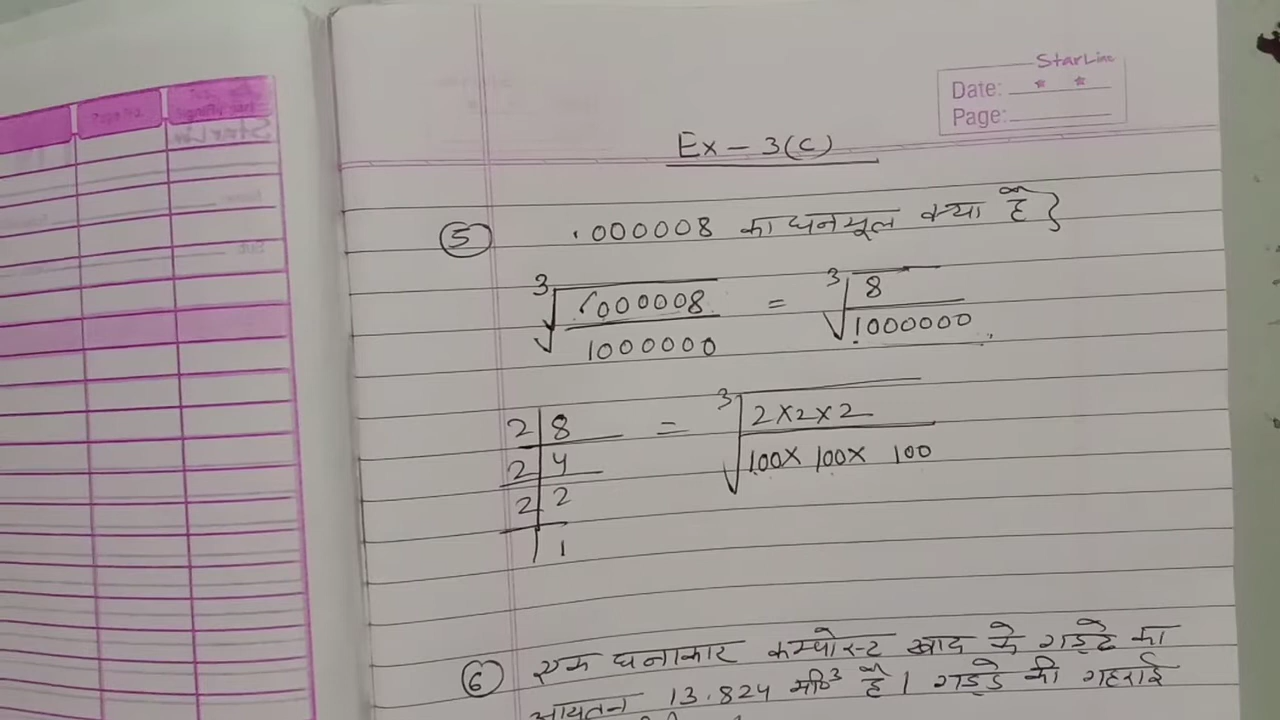 StarLine
Date:
Page:
Ex - 3(C)
5 .000008 का घनमूल क्या है }
3√000008/1000000 = 3√8/1000000
2 | 8 = 3√2×2×2/100× 100× 100
2 | 4
2 | 2
| 1
6 एक घनाकार कम्पोस्ट खाद के गड्ढे का
आयतन 13.824 मी०3 है। गड्ढे की गहराई